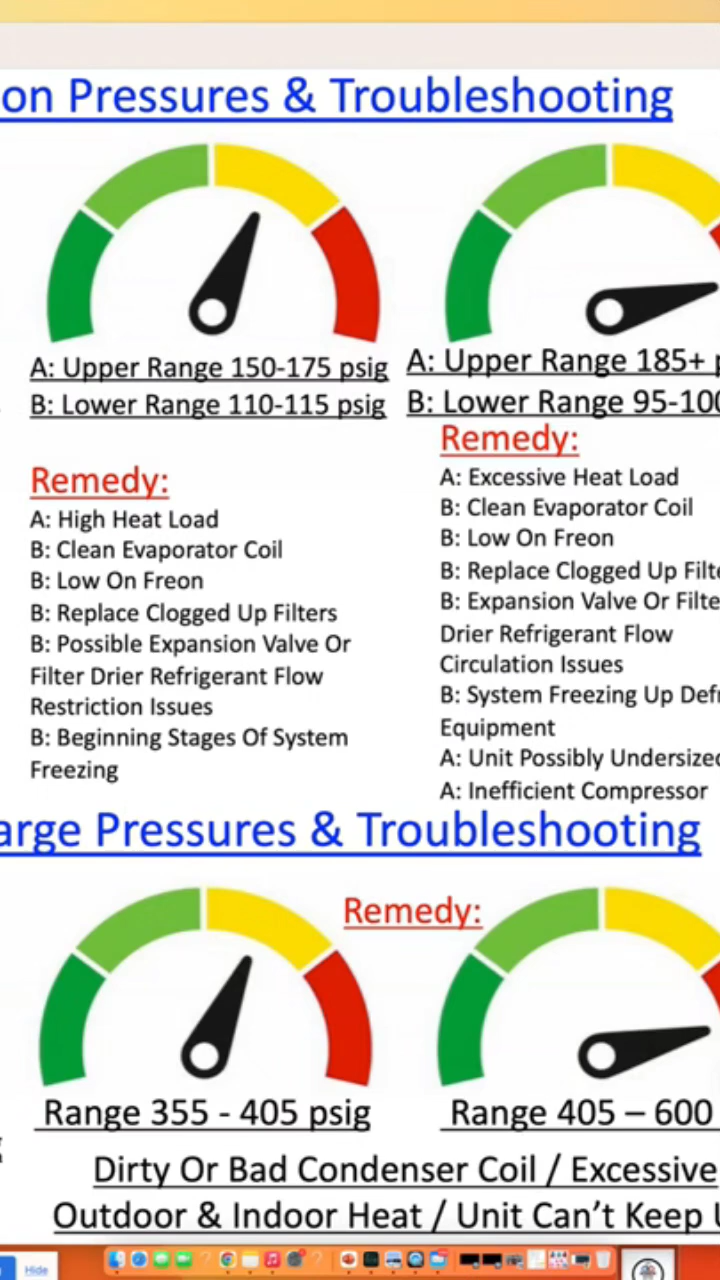 on Pressures & Troubleshooting
A: Upper Range 150-175 psig
B: Lower Range 110-115 psig
Remedy:
A: High Heat Load
B: Clean Evaporator Coil
B: Low On Freon
B: Replace Clogged Up Filters
B: Possible Expansion Valve Or
Filter Drier Refrigerant Flow
Restriction Issues
B: Beginning Stages Of System
Freezing
A: Upper Range 185+ p
B: Lower Range 95-100
Remedy:
A: Excessive Heat Load
B: Clean Evaporator Coil
B: Low On Freon
B: Replace Clogged Up Filte
B: Expansion Valve Or Filte
Drier Refrigerant Flow
Circulation Issues
B: System Freezing Up Defr
Equipment
A: Unit Possibly Undersized
A: Inefficient Compressor
arge Pressures & Troubleshooting
Remedy:
Range 355 - 405 psig
Range 405 – 600
Dirty Or Bad Condenser Coil / Excessive
Outdoor & Indoor Heat / Unit Can’t Keep U
Hide